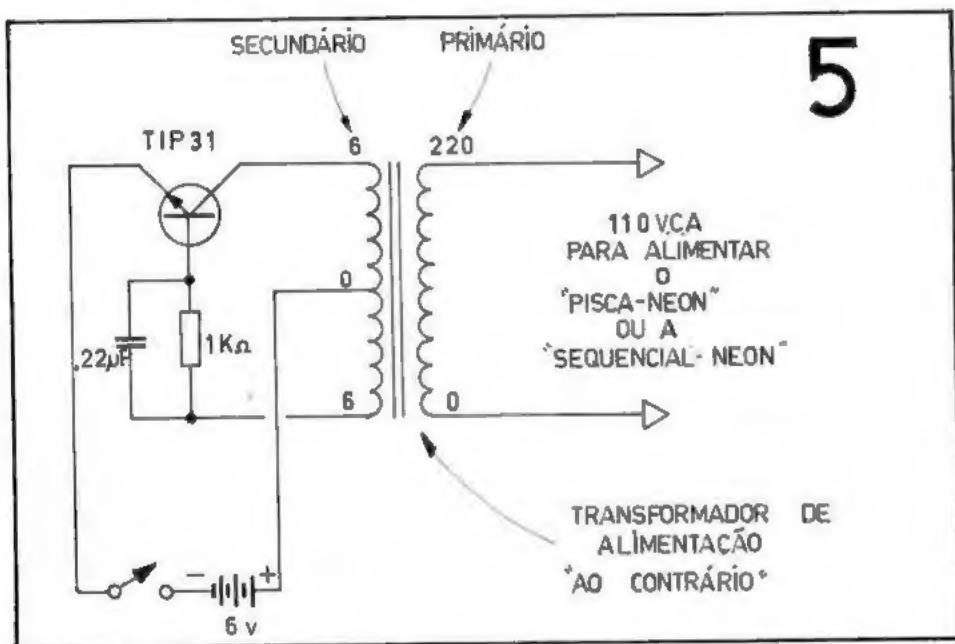 SECUNDÁRIO PRIMÁRIO
5
TIP31
6 220
110 V.C.A
PARA ALIMENTAR
O
"PISCA-NEON"
OU A
"SEQUENCIAL-NEON"
0
1KΩ
.22µF
6 0
TRANSFORMADOR DE
ALIMENTAÇÃO
"AO CONTRÁRIO"
- +
6 v